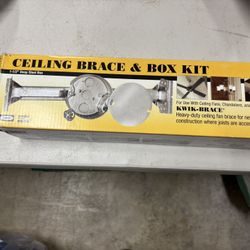 CEILING BRACE & BOX KIT
1-1/2" Deep Steel Box
For Use With Ceiling Fans, Chandeliers, and
KWIK-BRACE
Heavy-duty ceiling fan brace for ne
construction where joists are acce